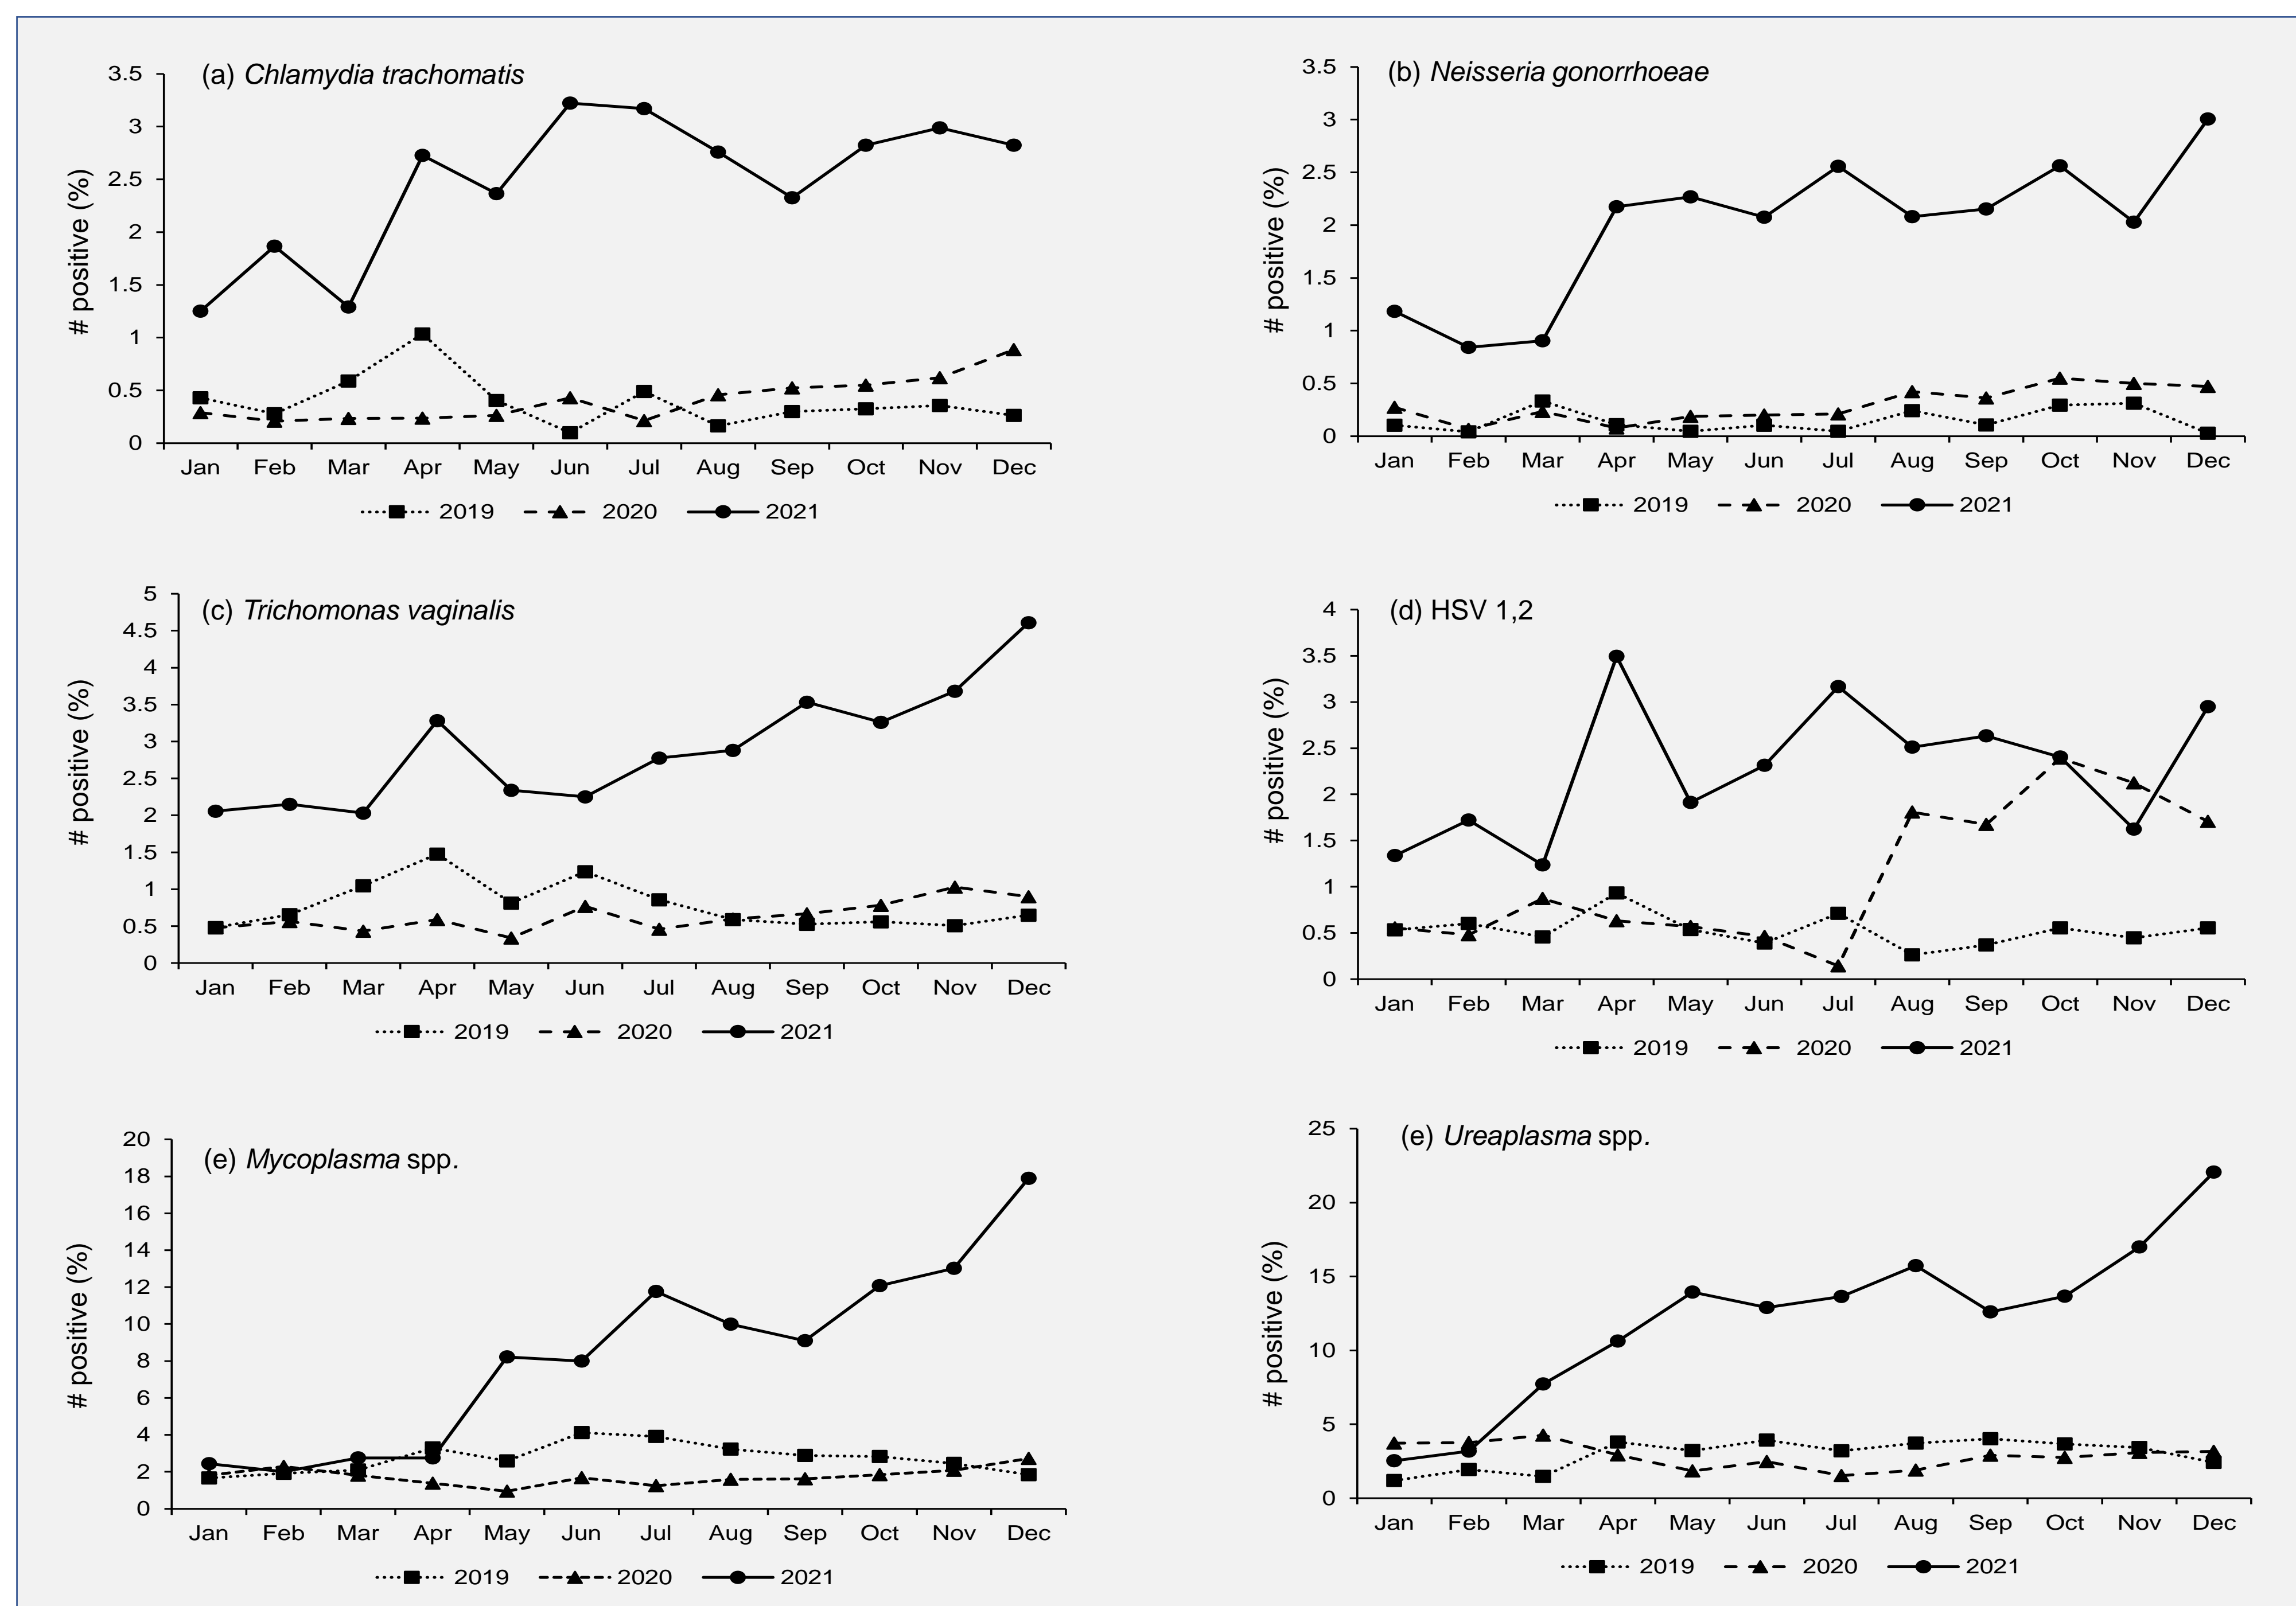 (a) Chlamydia trachomatis
# positive (%)
3.5
3
2.5
2
1.5
1
0.5
0
Jan Feb Mar Apr May Jun Jul Aug Sep Oct Nov Dec
2019 2020 2021
(b) Neisseria gonorrhoeae
# positive (%)
3.5
3
2.5
2
1.5
1
0.5
0
Jan Feb Mar Apr May Jun Jul Aug Sep Oct Nov Dec
2019 2020 2021
(c) Trichomonas vaginalis
# positive (%)
5
4.5
4
3.5
3
2.5
2
1.5
1
0.5
0
Jan Feb Mar Apr May Jun Jul Aug Sep Oct Nov Dec
2019 2020 2021
(d) HSV 1,2
# positive (%)
4
3.5
3
2.5
2
1.5
1
0.5
0
Jan Feb Mar Apr May Jun Jul Aug Sep Oct Nov Dec
2019 2020 2021
(e) Mycoplasma spp.
# positive (%)
20
18
16
14
12
10
8
6
4
2
0
Jan Feb Mar Apr May Jun Jul Aug Sep Oct Nov Dec
2019 2020 2021
(e) Ureaplasma spp.
# positive (%)
25
20
15
10
5
0
Jan Feb Mar Apr May Jun Jul Aug Sep Oct Nov Dec
2019 2020 2021